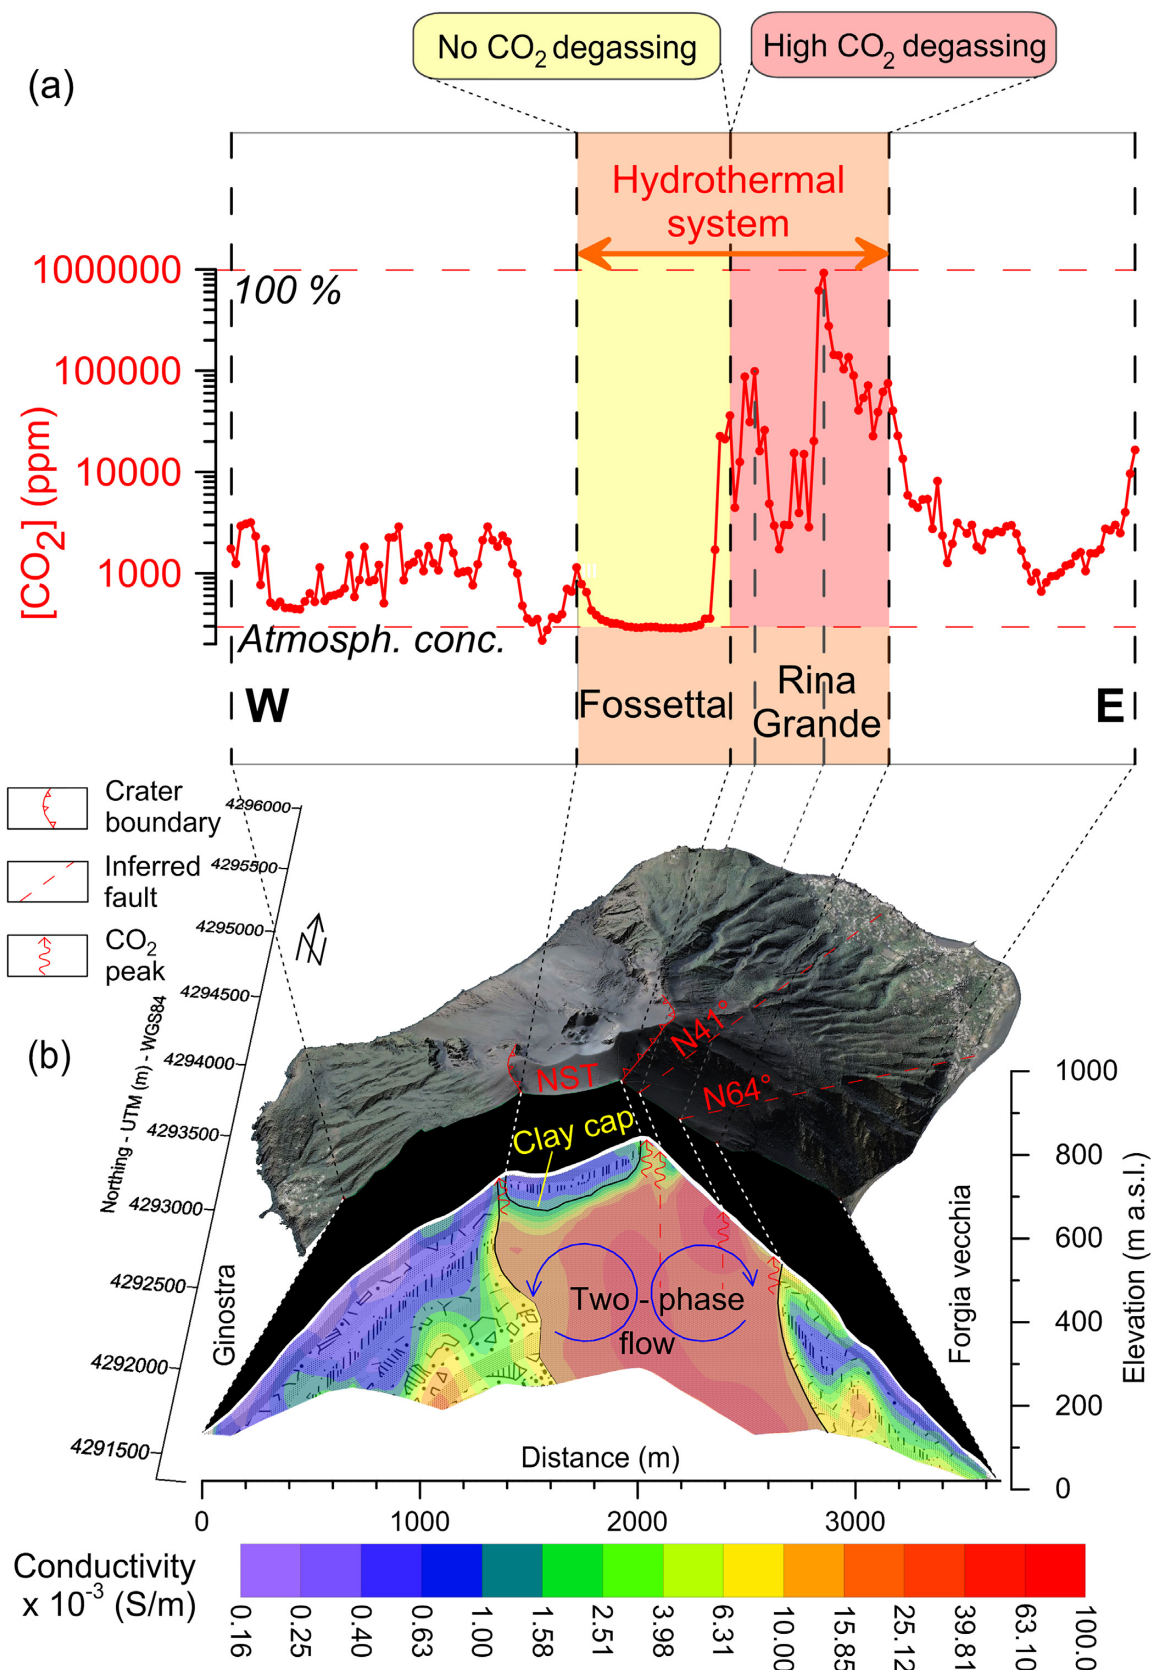 No CO2 degassing
High CO2 degassing
(a)
Hydrothermal
system
1000000
100 %
100000
10000
1000
[CO2] (ppm)
Atmosph. conc.
W
Fossetta
Rina
Grande
E
Crater
boundary
Inferred
fault
CO2
peak
4296000
4295500
4295000
4294500
4294000
4293500
4293000
4292500
4292000
4291500
Northing - UTM (m) - WGS84
N
(b)
NST
N41°
N64°
Clay cap
Two - phase
flow
Ginostra
Forgia vecchia
1000
800
600
400
200
0
Elevation (m a.s.l.)
Distance (m)
0
1000
2000
3000
Conductivity
x 10-3 (S/m)
0.16
0.25
0.40
0.63
1.00
1.58
2.51
3.98
6.31
10.00
15.85
25.12
39.81
63.10
100.0